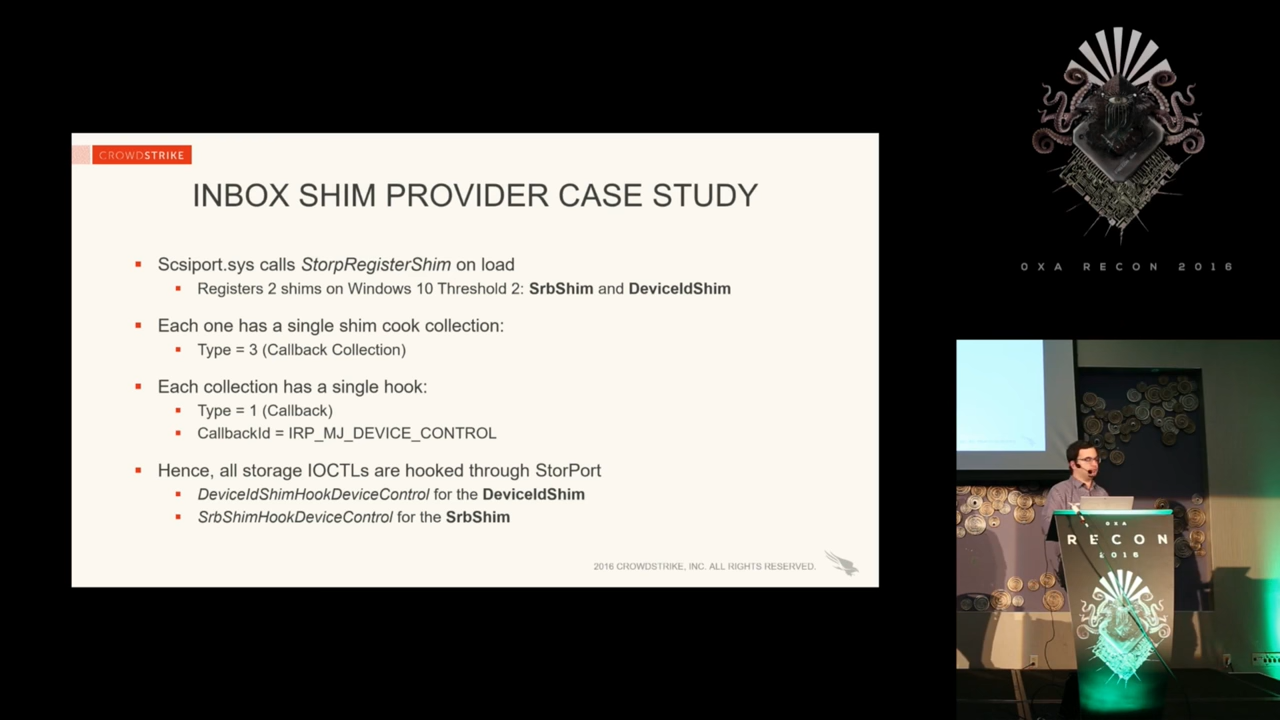 CROWDSTRIKE
INBOX SHIM PROVIDER CASE STUDY
Scsiport.sys calls StorpRegisterShim on load
Registers 2 shims on Windows 10 Threshold 2: SrbShim and DeviceIdShim
Each one has a single shim cook collection:
Type = 3 (Callback Collection)
Each collection has a single hook:
Type = 1 (Callback)
CallbackId = IRP_MJ_DEVICE_CONTROL
Hence, all storage IOCTLs are hooked through StorPort
DeviceIdShimHookDeviceControl for the DeviceIdShim
SrbShimHookDeviceControl for the SrbShim
2016 CROWDSTRIKE, INC. ALL RIGHTS RESERVED.
0XA RECON 2016
0XA
RECON
2016